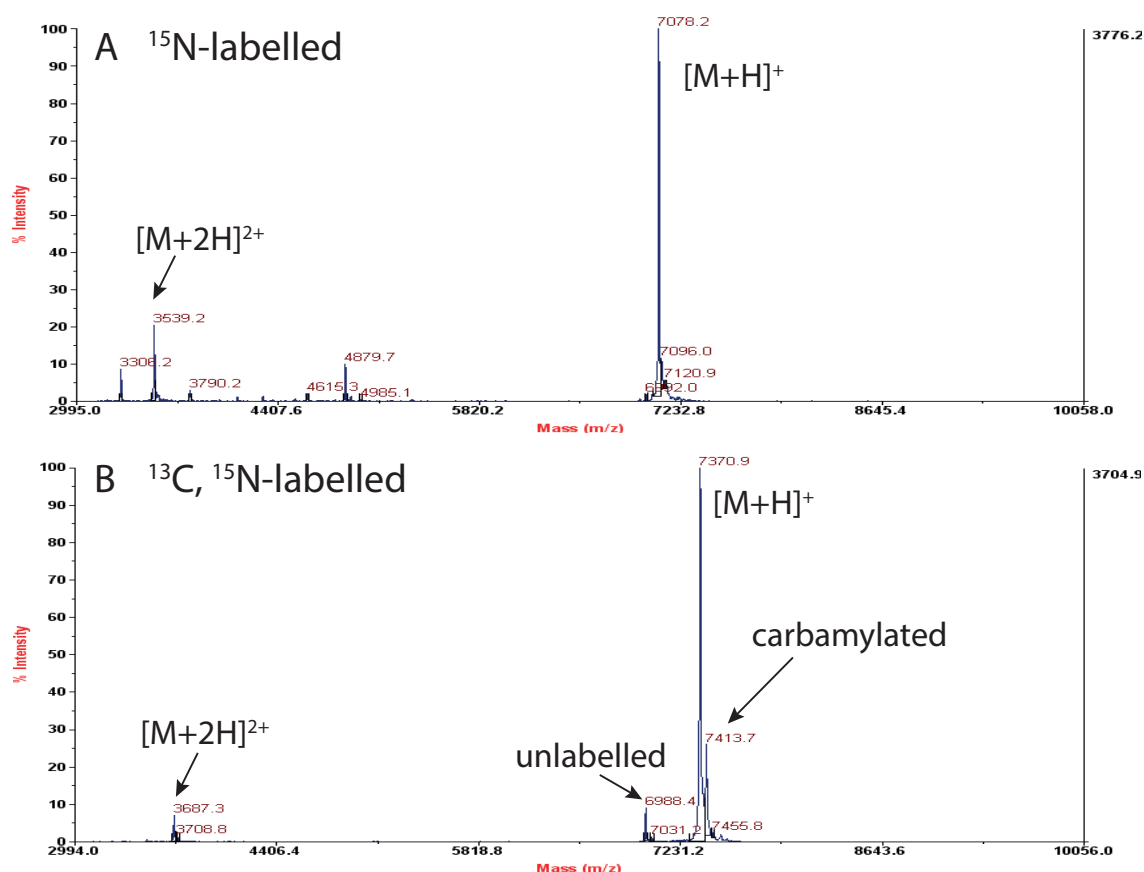 A ¹⁵N-labelled
3776.2
% Intensity
100
90
80
70
60
50
40
30
20
10
0
7078.2
[M+H]⁺
[M+2H]²⁺
3539.2
3306.2
3790.2
4615.3
4879.7
4985.1
7096.0
7120.9
2995.0 4407.6 5820.2 7232.8 8645.4 10058.0
Mass (m/z)
B ¹³C, ¹⁵N-labelled
3704.9
% Intensity
100
90
80
70
60
50
40
30
20
10
0
7370.9
[M+H]⁺
carbamylated
7413.7
[M+2H]²⁺
unlabelled
3687.3
3708.8
6988.4
7031.2
7455.8
2994.0 4406.4 5818.8 7231.2 8643.6 10056.0
Mass (m/z)